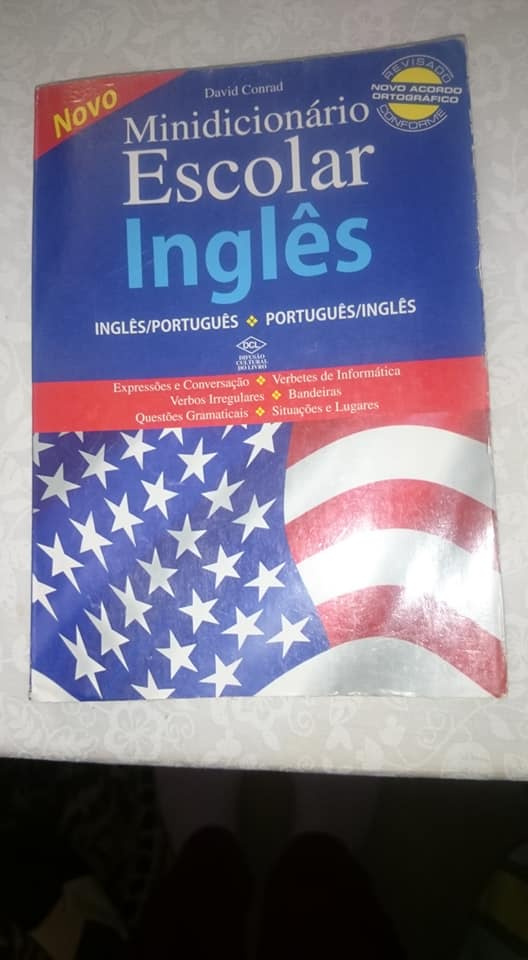 NOVO
David Conrad
REVISADO
NOVO ACORDO
ORTOGRÁFICO
CONFORME
Minidicionário
Escolar
Inglês
INGLÊS/PORTUGUÊS ❖ PORTUGUÊS/INGLÊS
DCL
DIFUSÃO
CULTURAL
DO LIVRO
Expressões e Conversação ❖ Verbetes de Informática
Verbos Irregulares ❖ Bandeiras
Questões Gramaticais ❖ Situações e Lugares